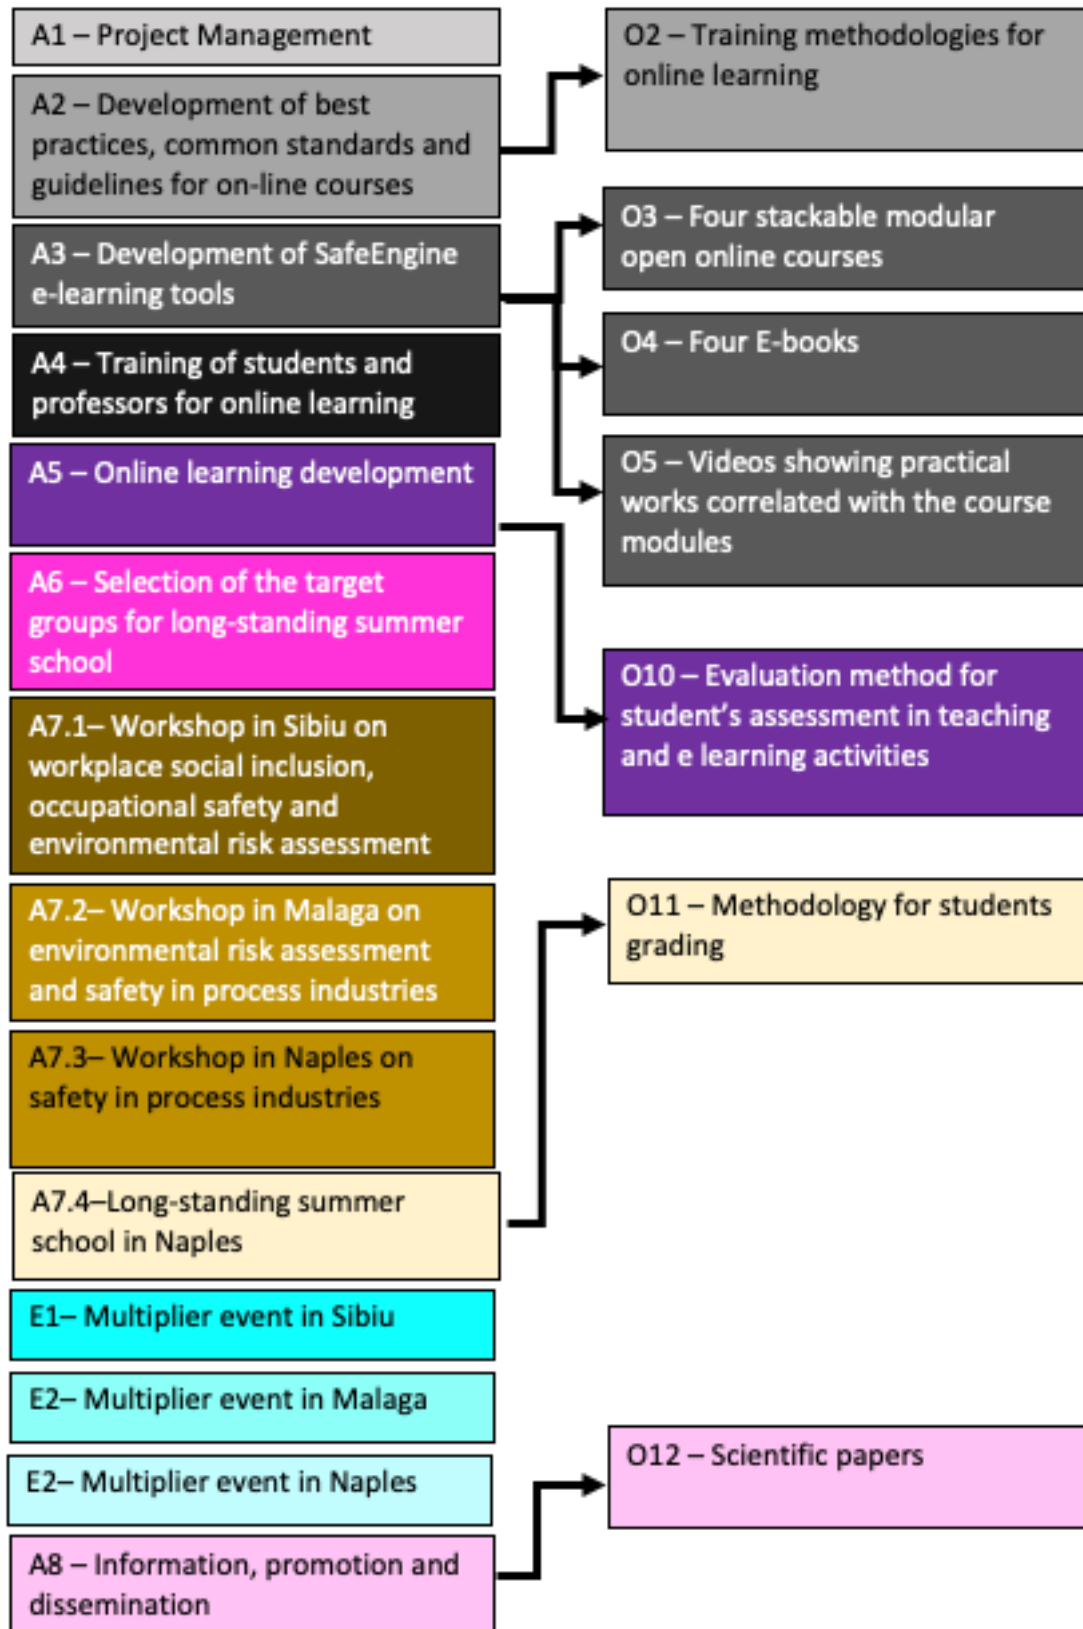 A1 – Project Management
A2 – Development of best
practices, common standards and
guidelines for on-line courses
A3 – Development of SafeEngine
e-learning tools
A4 – Training of students and
professors for online learning
A5 – Online learning development
A6 – Selection of the target
groups for long-standing summer
school
A7.1– Workshop in Sibiu on
workplace social inclusion,
occupational safety and
environmental risk assessment
A7.2– Workshop in Malaga on
environmental risk assessment
and safety in process industries
A7.3– Workshop in Naples on
safety in process industries
A7.4–Long-standing summer
school in Naples
E1– Multiplier event in Sibiu
E2– Multiplier event in Malaga
E2– Multiplier event in Naples
A8 – Information, promotion and
dissemination
O2 – Training methodologies for
online learning
O3 – Four stackable modular
open online courses
O4 – Four E-books
O5 – Videos showing practical
works correlated with the course
modules
O10 – Evaluation method for
student’s assessment in teaching
and e learning activities
O11 – Methodology for students
grading
O12 – Scientific papers